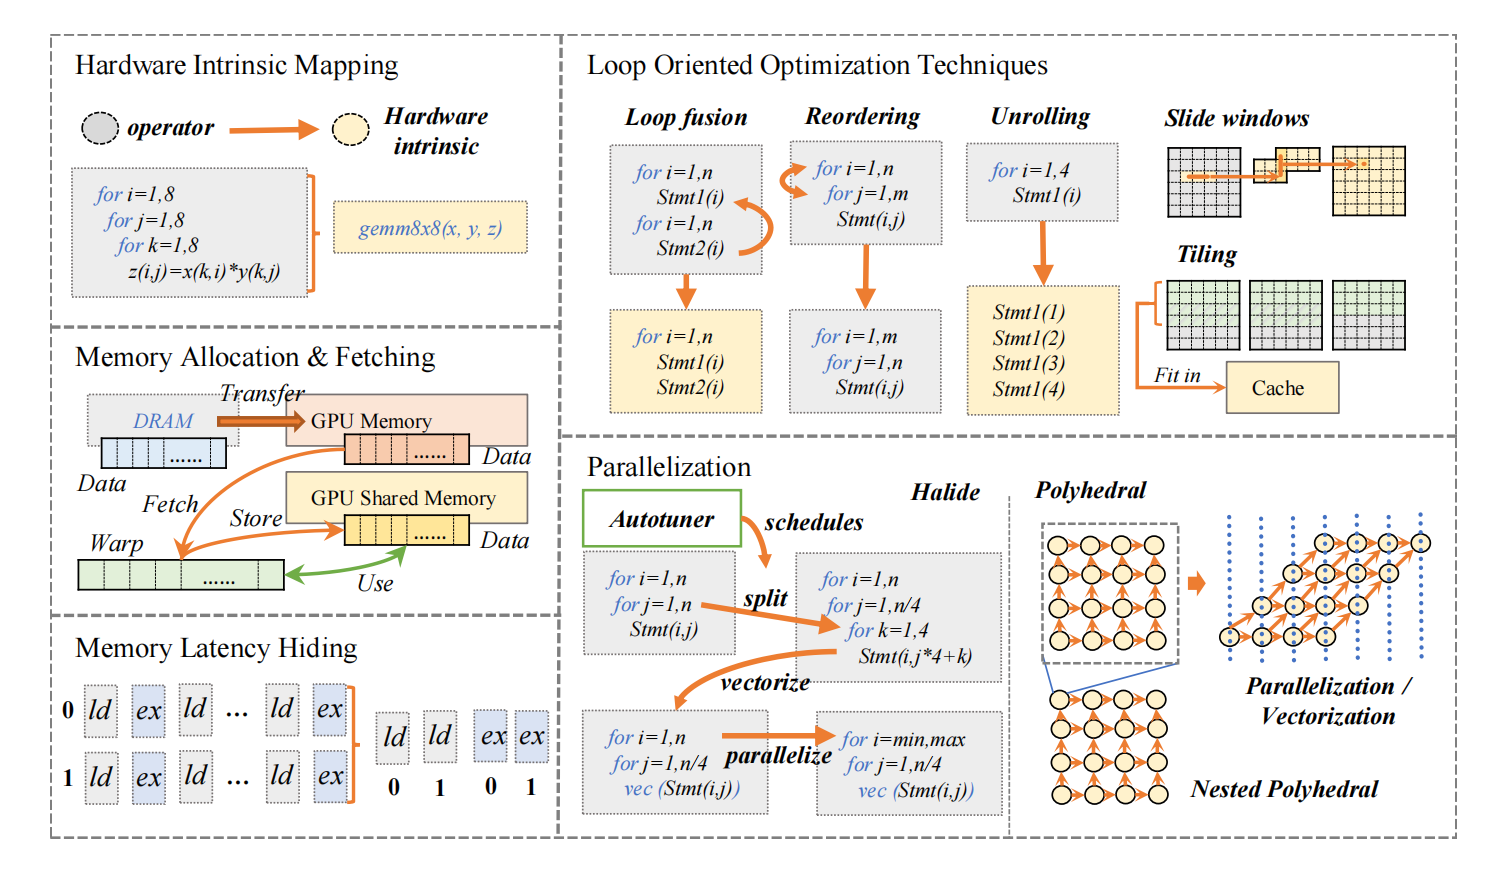 Hardware Intrinsic Mapping
operator
Hardware
intrinsic
for i=1,8
for j=1,8
for k=1,8
z(i,j)=x(k,i)*y(k,j)
gemm8x8(x, y, z)
Memory Allocation & Fetching
Transfer
DRAM
GPU Memory
......
......
Data
Data
Fetch
GPU Shared Memory
Store
......
Data
Warp
......
Use
Memory Latency Hiding
0 ld ex ld ... ld ex
1 ld ex ld ... ld ex
ld ld ex ex
0 1 0 1
Loop Oriented Optimization Techniques
Loop fusion
for i=1,n
Stmt1(i)
for i=1,n
Stmt2(i)
for i=1,n
Stmt1(i)
Stmt2(i)
Reordering
for i=1,n
for j=1,m
Stmt(i,j)
for i=1,m
for j=1,n
Stmt(i,j)
Unrolling
for i=1,4
Stmt1(i)
Stmt1(1)
Stmt1(2)
Stmt1(3)
Stmt1(4)
Slide windows
Tiling
Fit in
Cache
Parallelization
Autotuner
Halide
schedules
for i=1,n
for j=1,n
Stmt(i,j)
split
for i=1,n
for j=1,n/4
for k=1,4
Stmt(i,j*4+k)
vectorize
for i=1,n
for j=1,n/4
vec (Stmt(i,j))
parallelize
for i=min,max
for j=1,n/4
vec (Stmt(i,j))
Polyhedral
Parallelization /
Vectorization
Nested Polyhedral